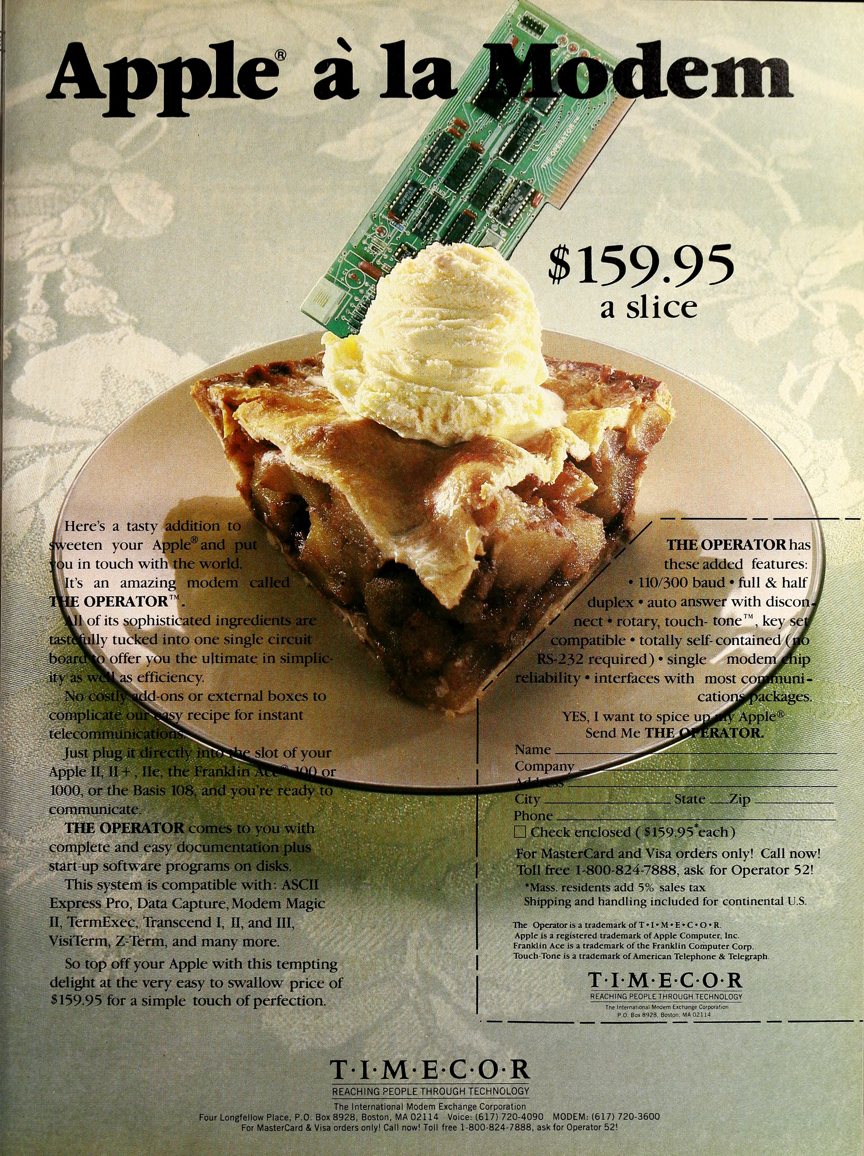 Apple® à la Modem
THE OPERATOR™
$159.95
a slice
Here's a tasty addition to
sweeten your Apple® and put
you in touch with the world.
It's an amazing modem called
THE OPERATOR™.
All of its sophisticated ingredients are
tastefully tucked into one single circuit
board to offer you the ultimate in simplic-
ity as well as efficiency.
No costly add-ons or external boxes to
complicate our easy recipe for instant
telecommunications.
Just plug it directly into the slot of your
Apple II, II+, IIe, the Franklin Ace® 100 or
1000, or the Basis 108, and you're ready to
communicate.
THE OPERATOR comes to you with
complete and easy documentation plus
start-up software programs on disks.
This system is compatible with: ASCII
Express Pro, Data Capture, Modem Magic
II, TermExec, Transcend I, II, and III,
VisiTerm, Z-Term, and many more.
So top off your Apple with this tempting
delight at the very easy to swallow price of
$159.95 for a simple touch of perfection.
THE OPERATOR has
these added features:
• 110/300 baud • full & half
duplex • auto answer with discon-
nect • rotary, touch-tone™, key set
compatible • totally self-contained (no
RS-232 required) • single modem chip
reliability • interfaces with most communi-
cations packages.
YES, I want to spice up my Apple®
Send Me THE OPERATOR.
Name
Company
Address
City State Zip
Phone
☐ Check enclosed ($159.95* each)
For MasterCard and Visa orders only! Call now!
Toll free 1-800-824-7888, ask for Operator 52!
*Mass. residents add 5% sales tax
Shipping and handling included for continental U.S.
The Operator is a trademark of T•I•M•E•C•O•R.
Apple is a registered trademark of Apple Computer, Inc.
Franklin Ace is a trademark of the Franklin Computer Corp.
Touch-Tone is a trademark of American Telephone & Telegraph.
T•I•M•E•C•O•R
REACHING PEOPLE THROUGH TECHNOLOGY
The International Modem Exchange Corporation
P.O. Box 8928, Boston, MA 02114
T•I•M•E•C•O•R
REACHING PEOPLE THROUGH TECHNOLOGY
The International Modem Exchange Corporation
Four Longfellow Place, P.O. Box 8928, Boston, MA 02114 Voice: (617) 720-4090 MODEM: (617) 720-3600
For MasterCard & Visa orders only! Call now! Toll free 1-800-824-7888, ask for Operator 52!